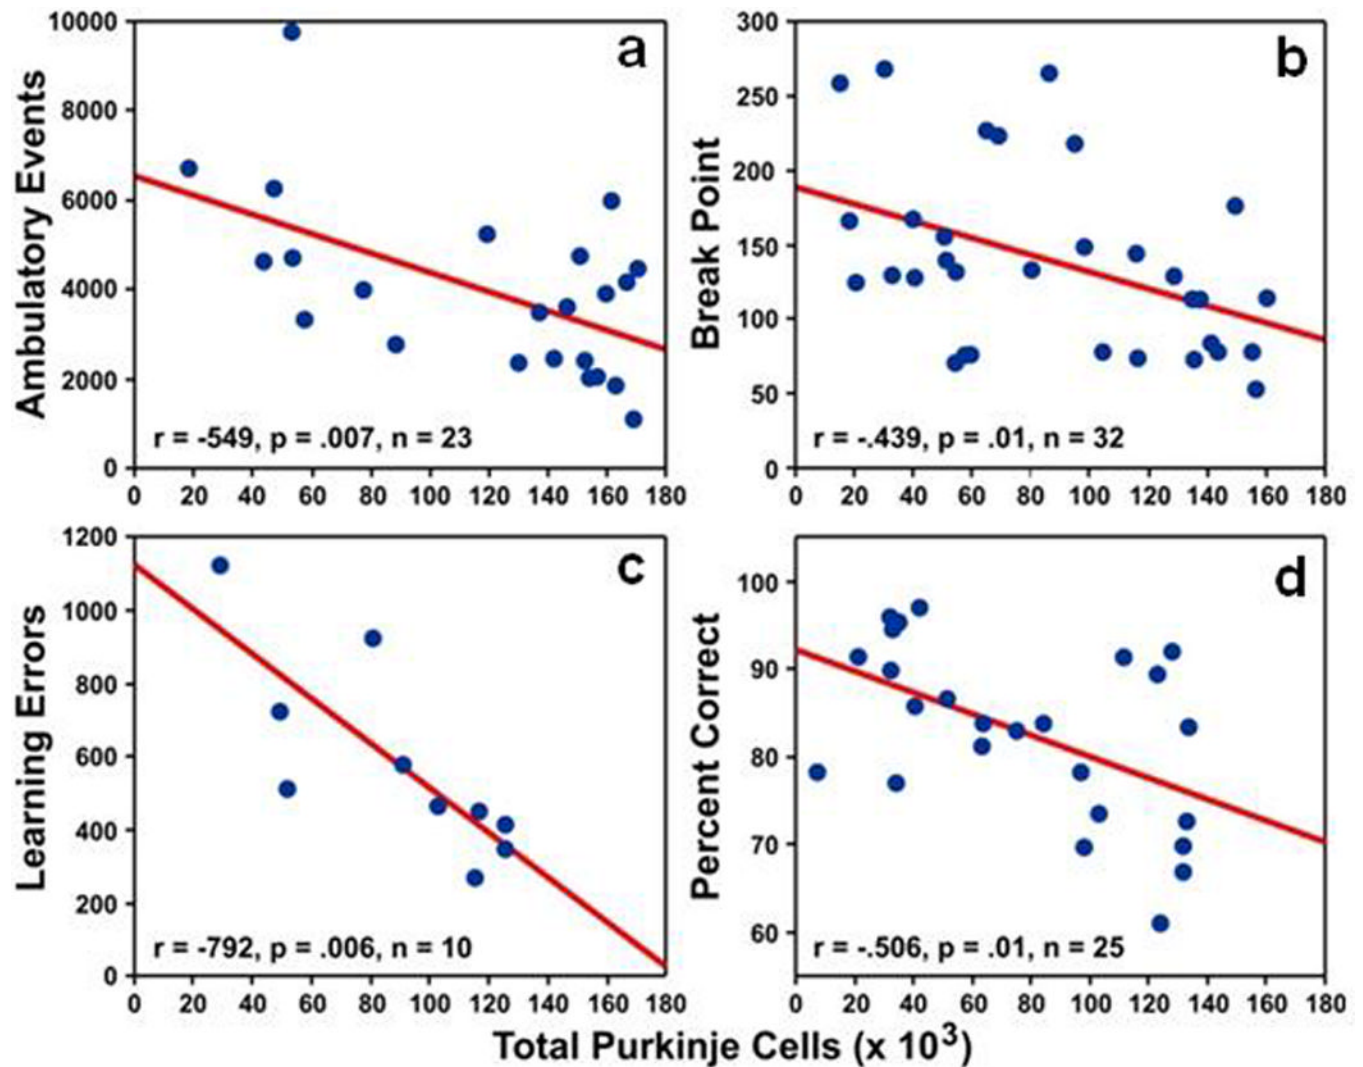 a
Ambulatory Events
10000
8000
6000
4000
2000
0
r = -549, p = .007, n = 23
0 20 40 60 80 100 120 140 160 180
b
Break Point
300
250
200
150
100
50
0
r = -.439, p = .01, n = 32
0 20 40 60 80 100 120 140 160 180
c
Learning Errors
1200
1000
800
600
400
200
0
r = -792, p = .006, n = 10
0 20 40 60 80 100 120 140 160 180
d
Percent Correct
100
90
80
70
60
r = -.506, p = .01, n = 25
0 20 40 60 80 100 120 140 160 180
Total Purkinje Cells (x 10³)